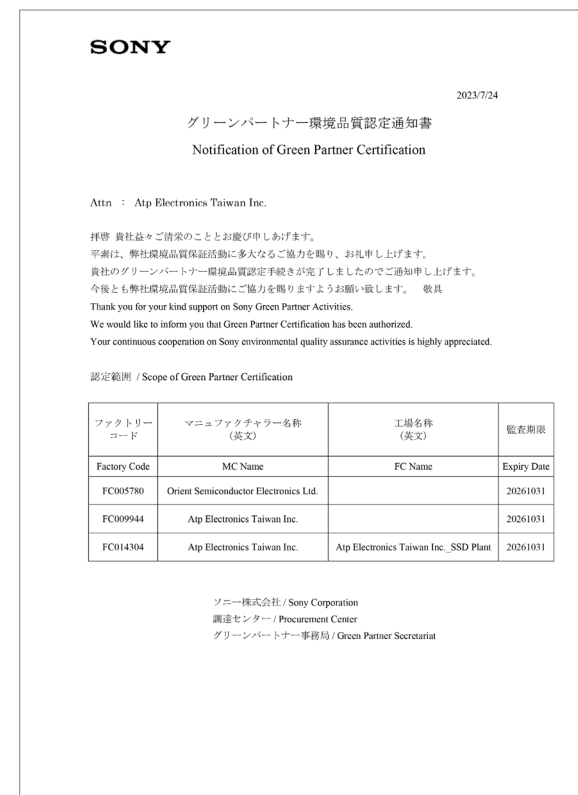 SONY
2023/7/24
グリーンパートナー環境品質認定通知書
Notification of Green Partner Certification
Attn ： Atp Electronics Taiwan Inc.
拝啓 貴社益々ご清栄のこととお慶び申しあげます。
平素は、弊社環境品質保証活動に多大なるご協力を賜り、お礼申し上げます。
貴社のグリーンパートナー環境品質認定手続きが完了しましたのでご通知申し上げます。
今後とも弊社環境品質保証活動にご協力を賜りますようお願い致します。 敬具
Thank you for your kind support on Sony Green Partner Activities.
We would like to inform you that Green Partner Certification has been authorized.
Your continuous cooperation on Sony environmental quality assurance activities is highly appreciated.
認定範囲 / Scope of Green Partner Certification
ファクトリーコード マニュファクチャラー名称（英文） 工場名称（英文） 監査期限
Factory Code MC Name FC Name Expiry Date
FC005780 Orient Semiconductor Electronics Ltd. 20261031
FC009944 Atp Electronics Taiwan Inc. 20261031
FC014304 Atp Electronics Taiwan Inc. Atp Electronics Taiwan Inc._SSD Plant 20261031
ソニー株式会社 / Sony Corporation
調達センター / Procurement Center
グリーンパートナー事務局 / Green Partner Secretariat